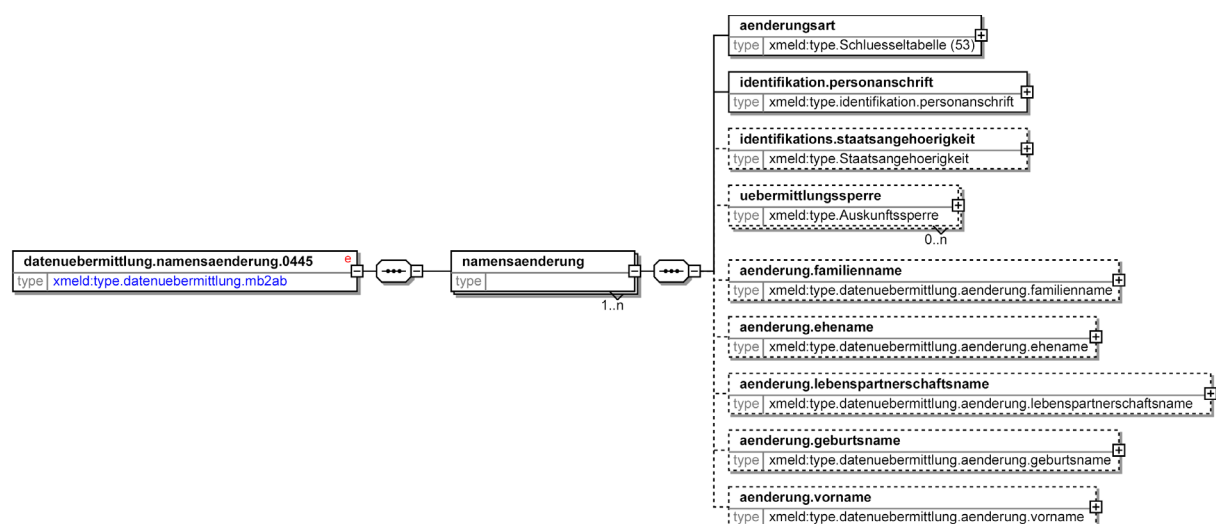 aenderungsart
type xmeld:type.Schluesseltabelle (53)
identifikation.personanschrift
type xmeld:type.identifikation.personanschrift
identifikations.staatsangehoerigkeit
type xmeld:type.Staatsangehoerigkeit
uebermittlungssperre
type xmeld:type.Auskunftssperre
0..n
datenuebermittlung.namensaenderung.0445 e
type xmeld:type.datenuebermittlung.mb2ab
namensaenderung
type
1..n
aenderung.familienname
type xmeld:type.datenuebermittlung.aenderung.familienname
aenderung.ehename
type xmeld:type.datenuebermittlung.aenderung.ehename
aenderung.lebenspartnerschaftsname
type xmeld:type.datenuebermittlung.aenderung.lebenspartnerschaftsname
aenderung.geburtsname
type xmeld:type.datenuebermittlung.aenderung.geburtsname
aenderung.vorname
type xmeld:type.datenuebermittlung.aenderung.vorname